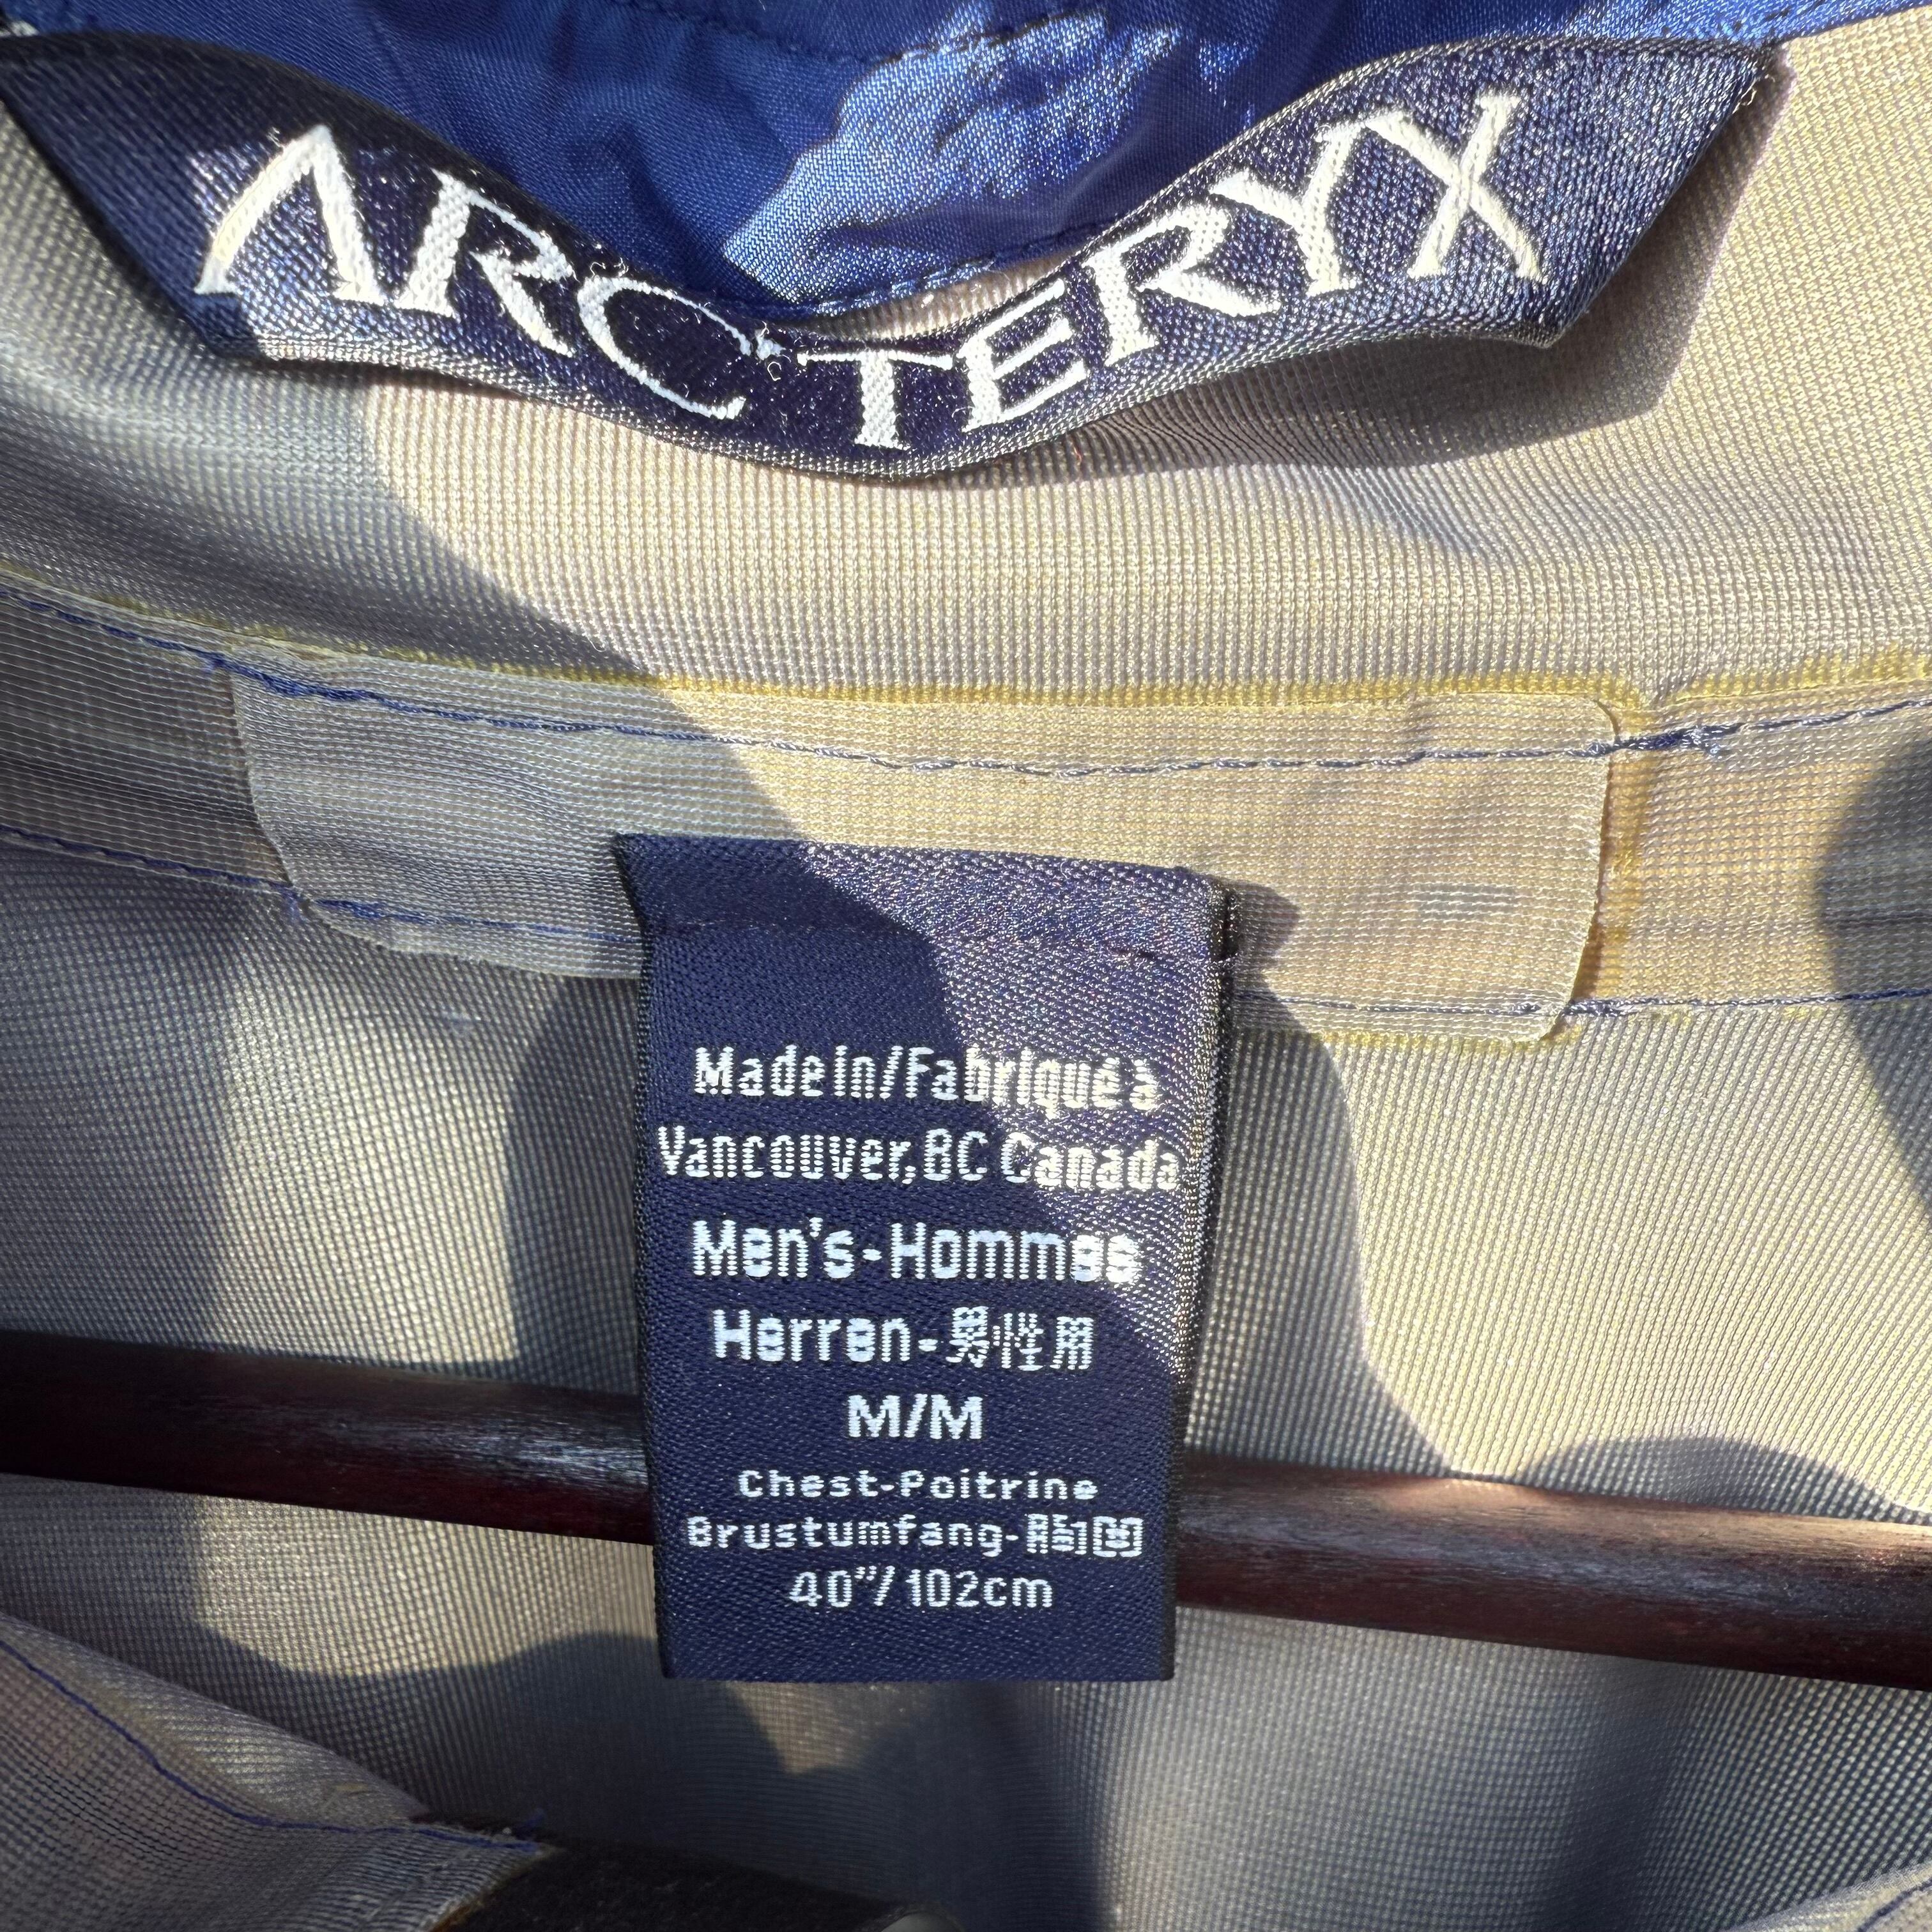 ARC'TERYX
Made in/Fabriqué à
Vancouver, BC Canada
Men's-Hommes
Herren-男性用
M/M
Chest-Poitrine
Brustumfang-胸囲
40"/102cm